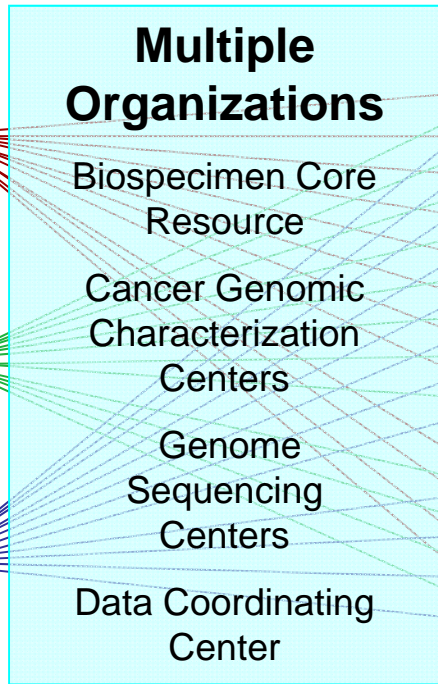 Multiple
Organizations
Biospecimen Core
Resource
Cancer Genomic
Characterization
Centers
Genome
Sequencing
Centers
Data Coordinating
Center